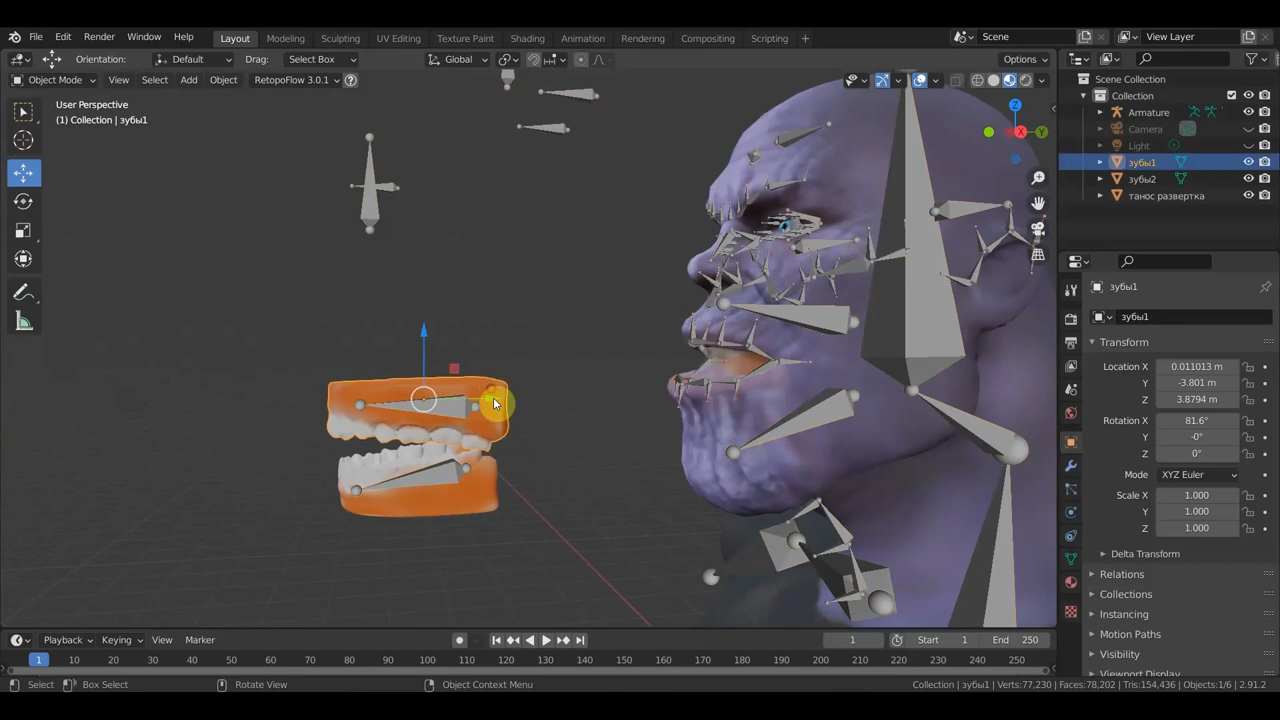 File Edit Render Window Help Layout Modeling Sculpting UV Editing Texture Paint Shading Animation Rendering Compositing Scripting + Scene View Layer
Orientation: Default Drag: Select Box Global Options
Object Mode View Select Add Object RetopoFlow 3.0.1
User Perspective
(1) Collection | зубы1
Z
X
Y
Scene Collection
Collection
Armature
Camera
Light
зубы1
зубы2
танос развертка
зубы1
зубы1
Transform
Location X 0.011013 m
Y -3.801 m
Z 3.8794 m
Rotation X 81.6°
Y -0°
Z 0°
Mode XYZ Euler
Scale X 1.000
Y 1.000
Z 1.000
Delta Transform
Relations
Collections
Instancing
Motion Paths
Visibility
Viewport Display
Playback Keying View Marker 1 Start 1 End 250
1 10 20 30 40 50 60 70 80 90 100 110 120 130 140 150 160 170 180 190 200 210 220 230 240 250
Select Box Select Rotate View Object Context Menu Collection | зубы1 | Verts:77,230 | Faces:78,202 | Tris:154,436 | Objects:1/6 | 2.91.2